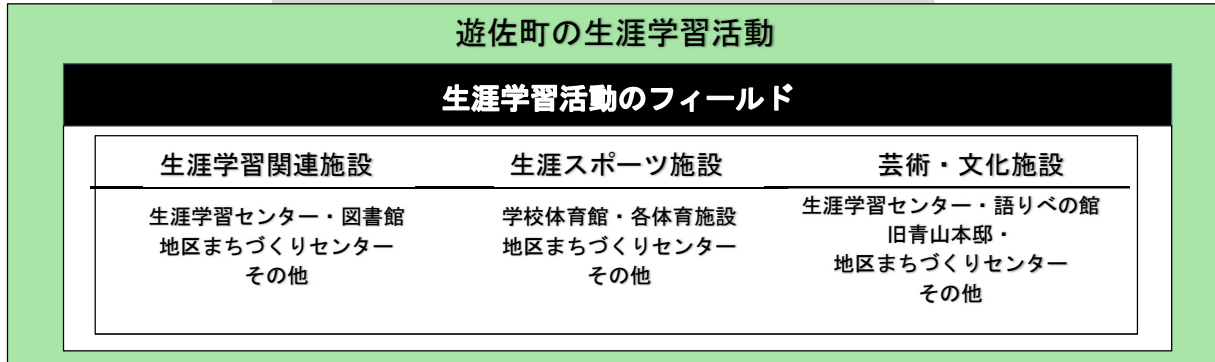 遊佐町の生涯学習活動
生涯学習活動のフィールド
生涯学習関連施設
生涯学習センター・図書館
地区まちづくりセンター
その他
生涯スポーツ施設
学校体育館・各体育施設
地区まちづくりセンター
その他
芸術・文化施設
生涯学習センター・語りべの館
旧青山本邸・
地区まちづくりセンター
その他